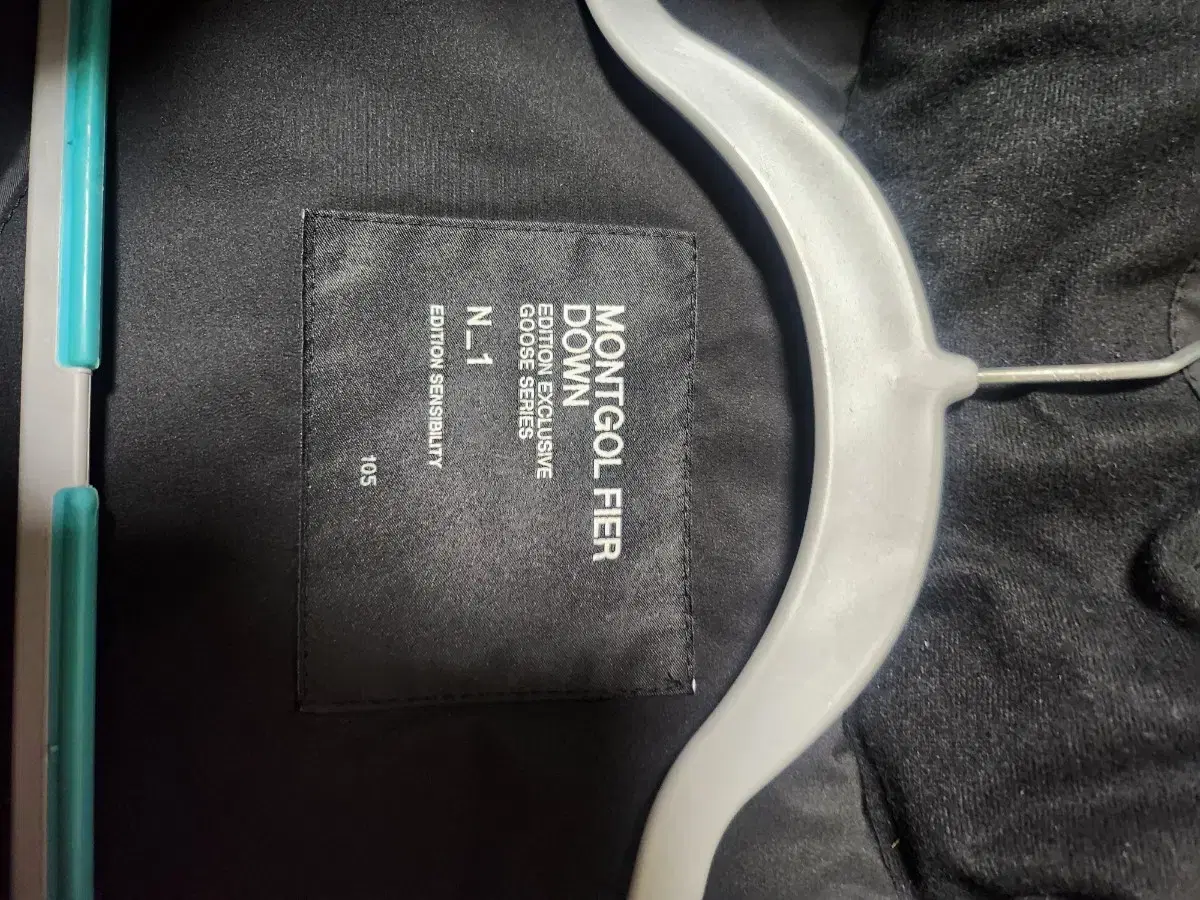 MONTGOL FIER
DOWN
EDITION EXCLUSIVE
GOOSE SERIES
N_1
EDITION SENSIBILITY
105